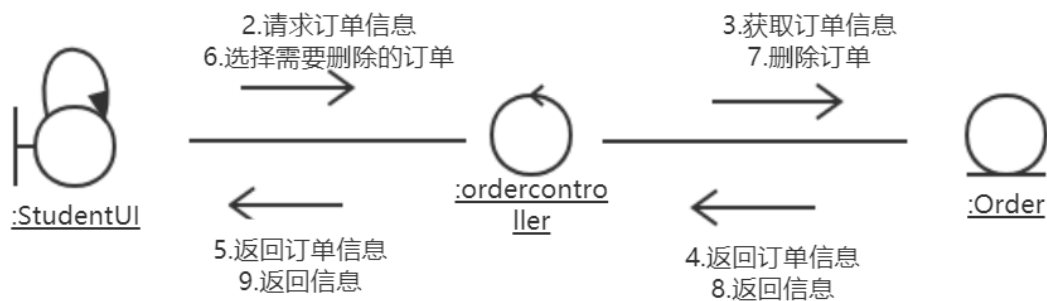 2.请求订单信息
6.选择需要删除的订单
3.获取订单信息
7.删除订单
:StudentUI
:ordercontro
ller
:Order
5.返回订单信息
9.返回信息
4.返回订单信息
8.返回信息